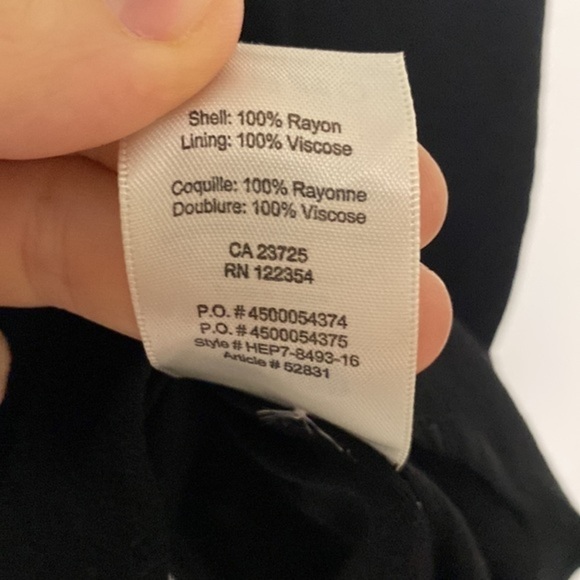 Shell: 100% Rayon
Lining: 100% Viscose
Coquille: 100% Rayonne
Doublure: 100% Viscose
CA 23725
RN 122354
P.O. # 4500054374
P.O. # 4500054375
Style # HEP7-8493-16
Article # 52831